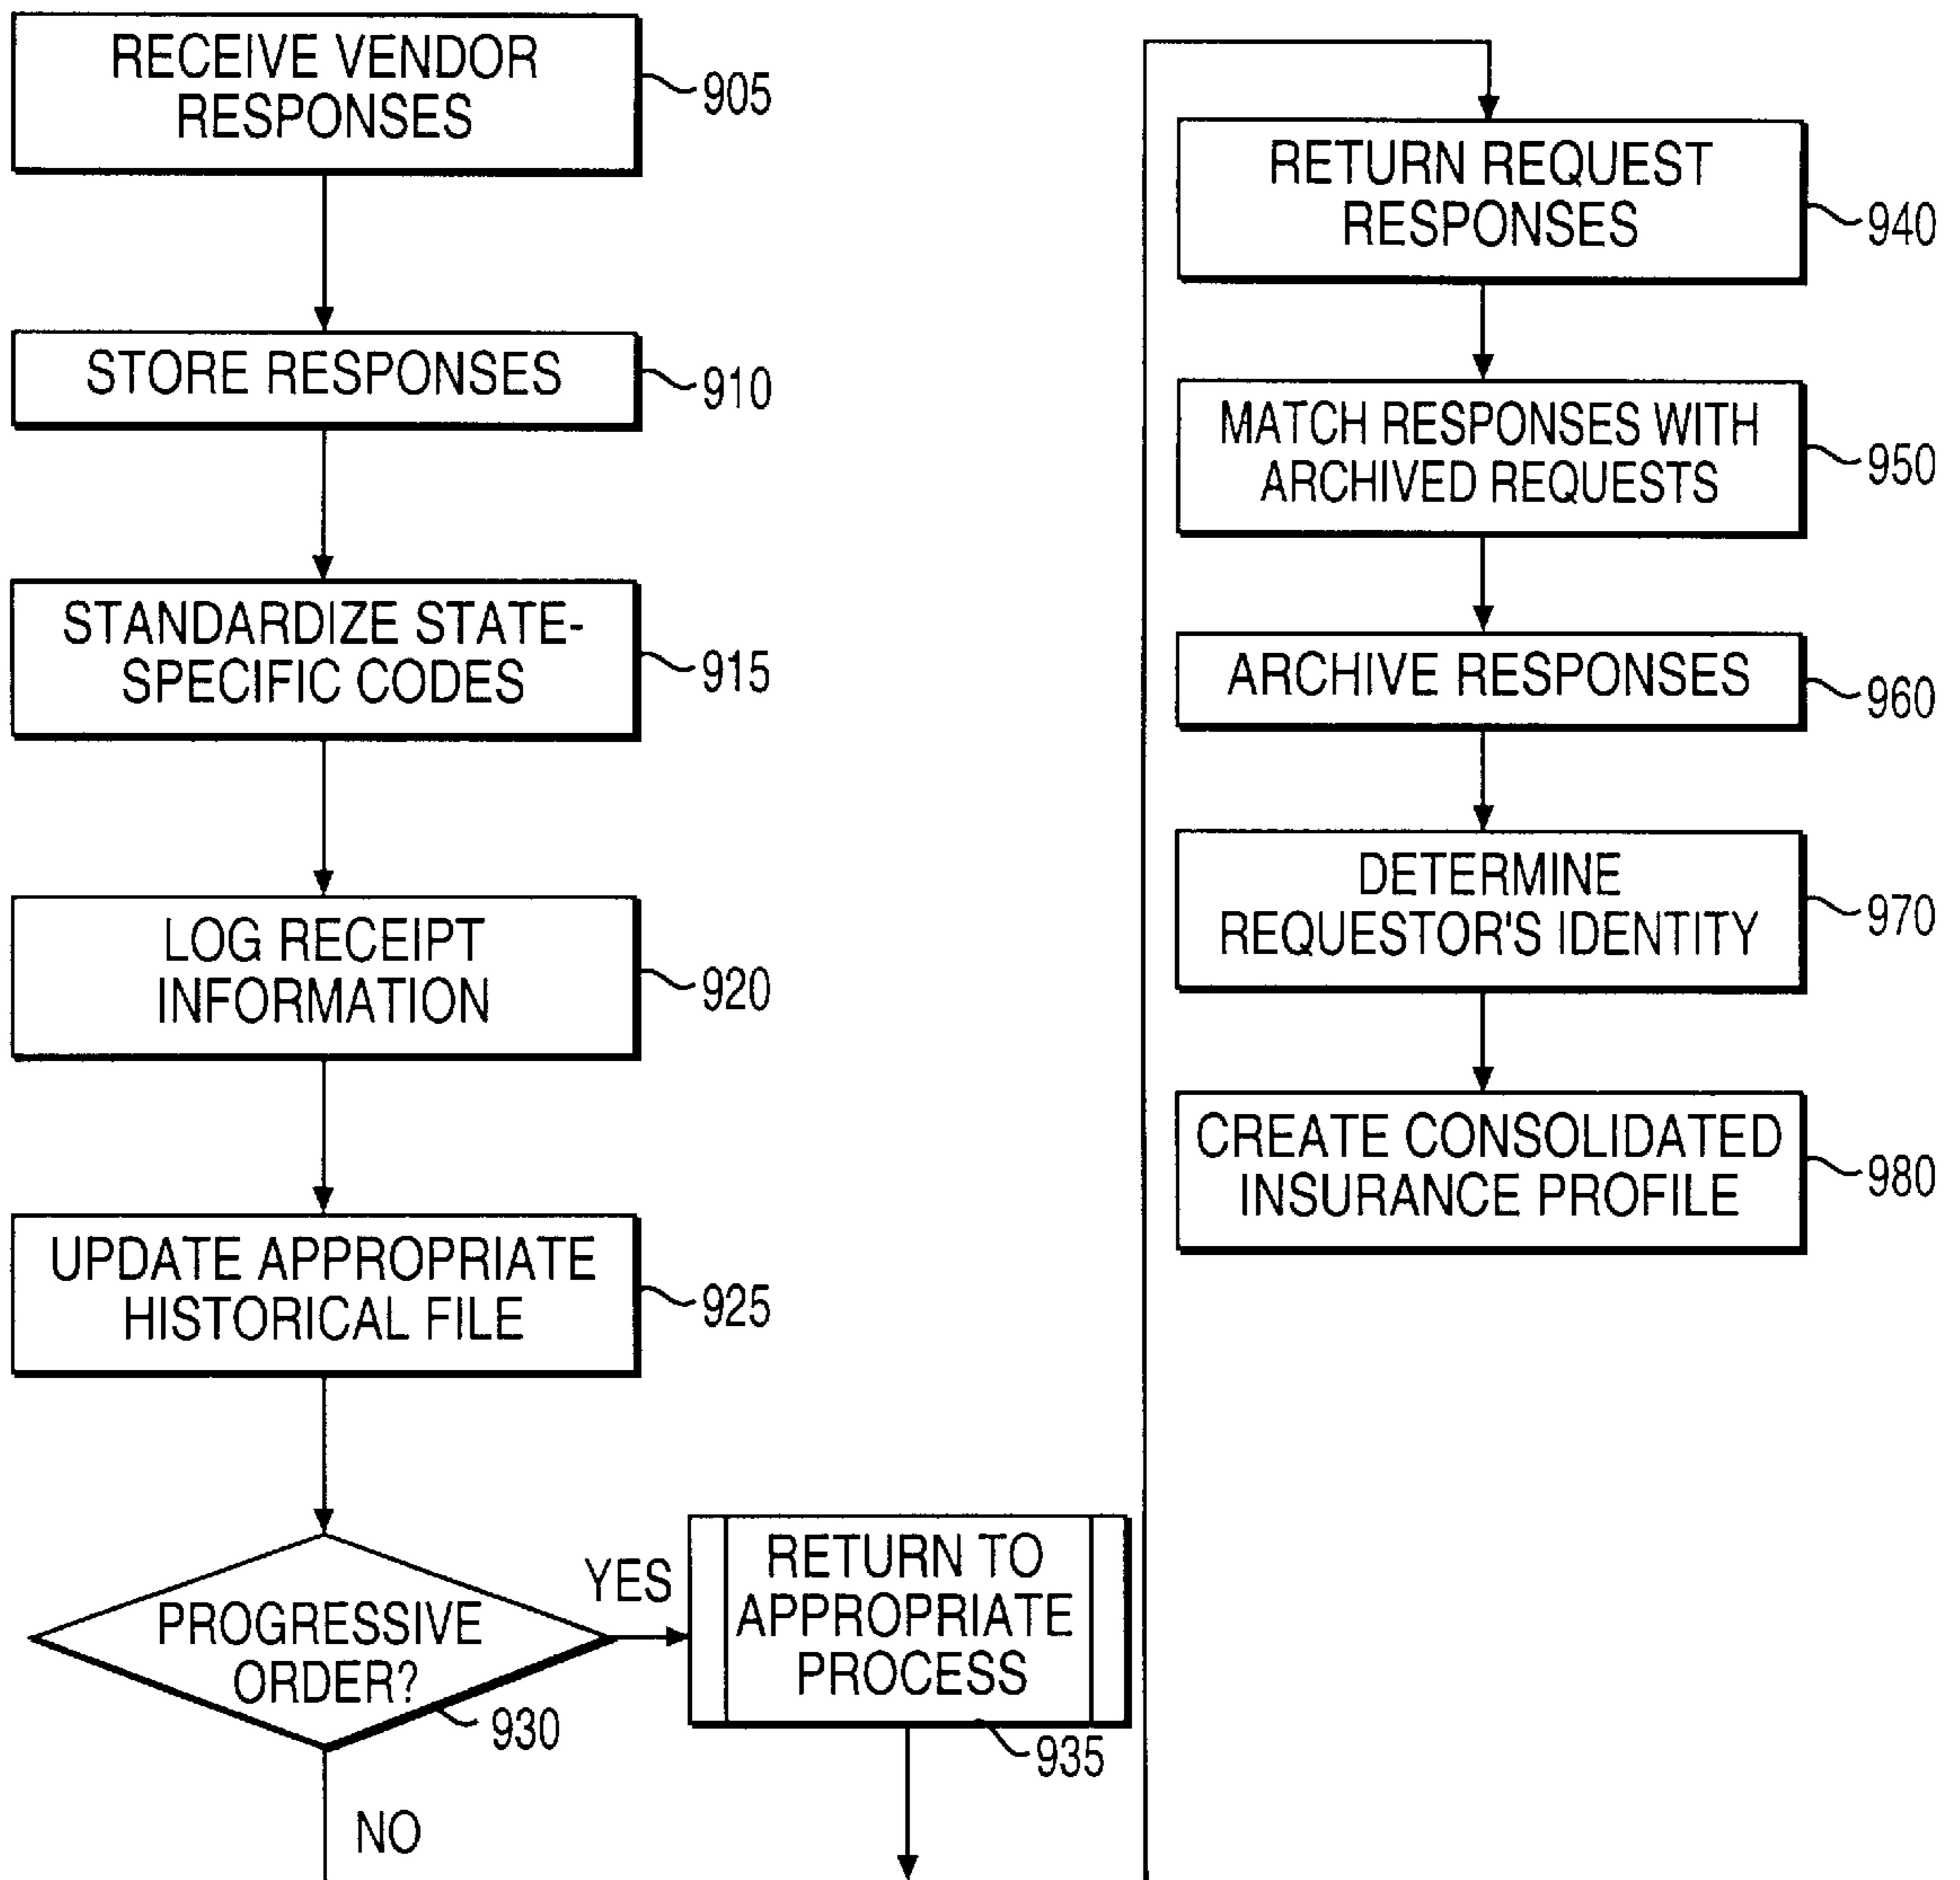 RECEIVE VENDOR
RESPONSES
905
STORE RESPONSES
910
STANDARDIZE STATE-
SPECIFIC CODES
915
LOG RECEIPT
INFORMATION
920
UPDATE APPROPRIATE
HISTORICAL FILE
925
PROGRESSIVE
ORDER?
930
YES
NO
RETURN TO
APPROPRIATE
PROCESS
935
RETURN REQUEST
RESPONSES
940
MATCH RESPONSES WITH
ARCHIVED REQUESTS
950
ARCHIVE RESPONSES
960
DETERMINE
REQUESTOR'S IDENTITY
970
CREATE CONSOLIDATED
INSURANCE PROFILE
980